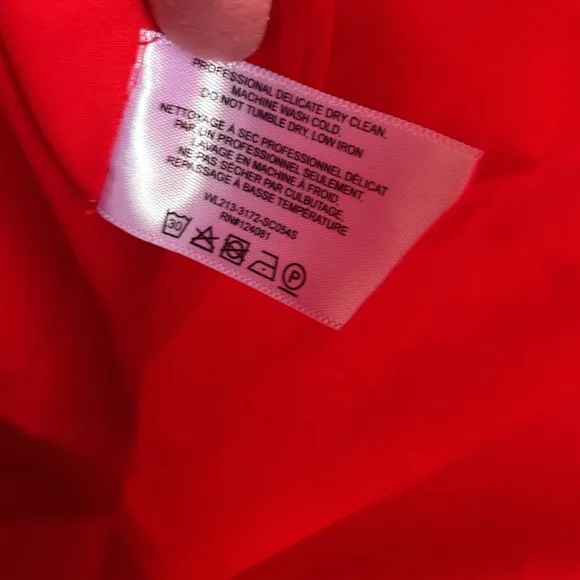 PROFESSIONAL DELICATE DRY CLEAN.
MACHINE WASH COLD.
DO NOT TUMBLE DRY. LOW IRON
NETTOYAGE À SEC PROFESSIONNEL DÉLICAT
PAR UN PROFESSIONNEL SEULEMENT.
LAVAGE EN MACHINE À FROID.
NE PAS SÉCHER PAR CULBUTAGE.
REPASSAGE À BASSE TEMPÉRATURE
WL213-3172-SC054S
RN#124081
30 P